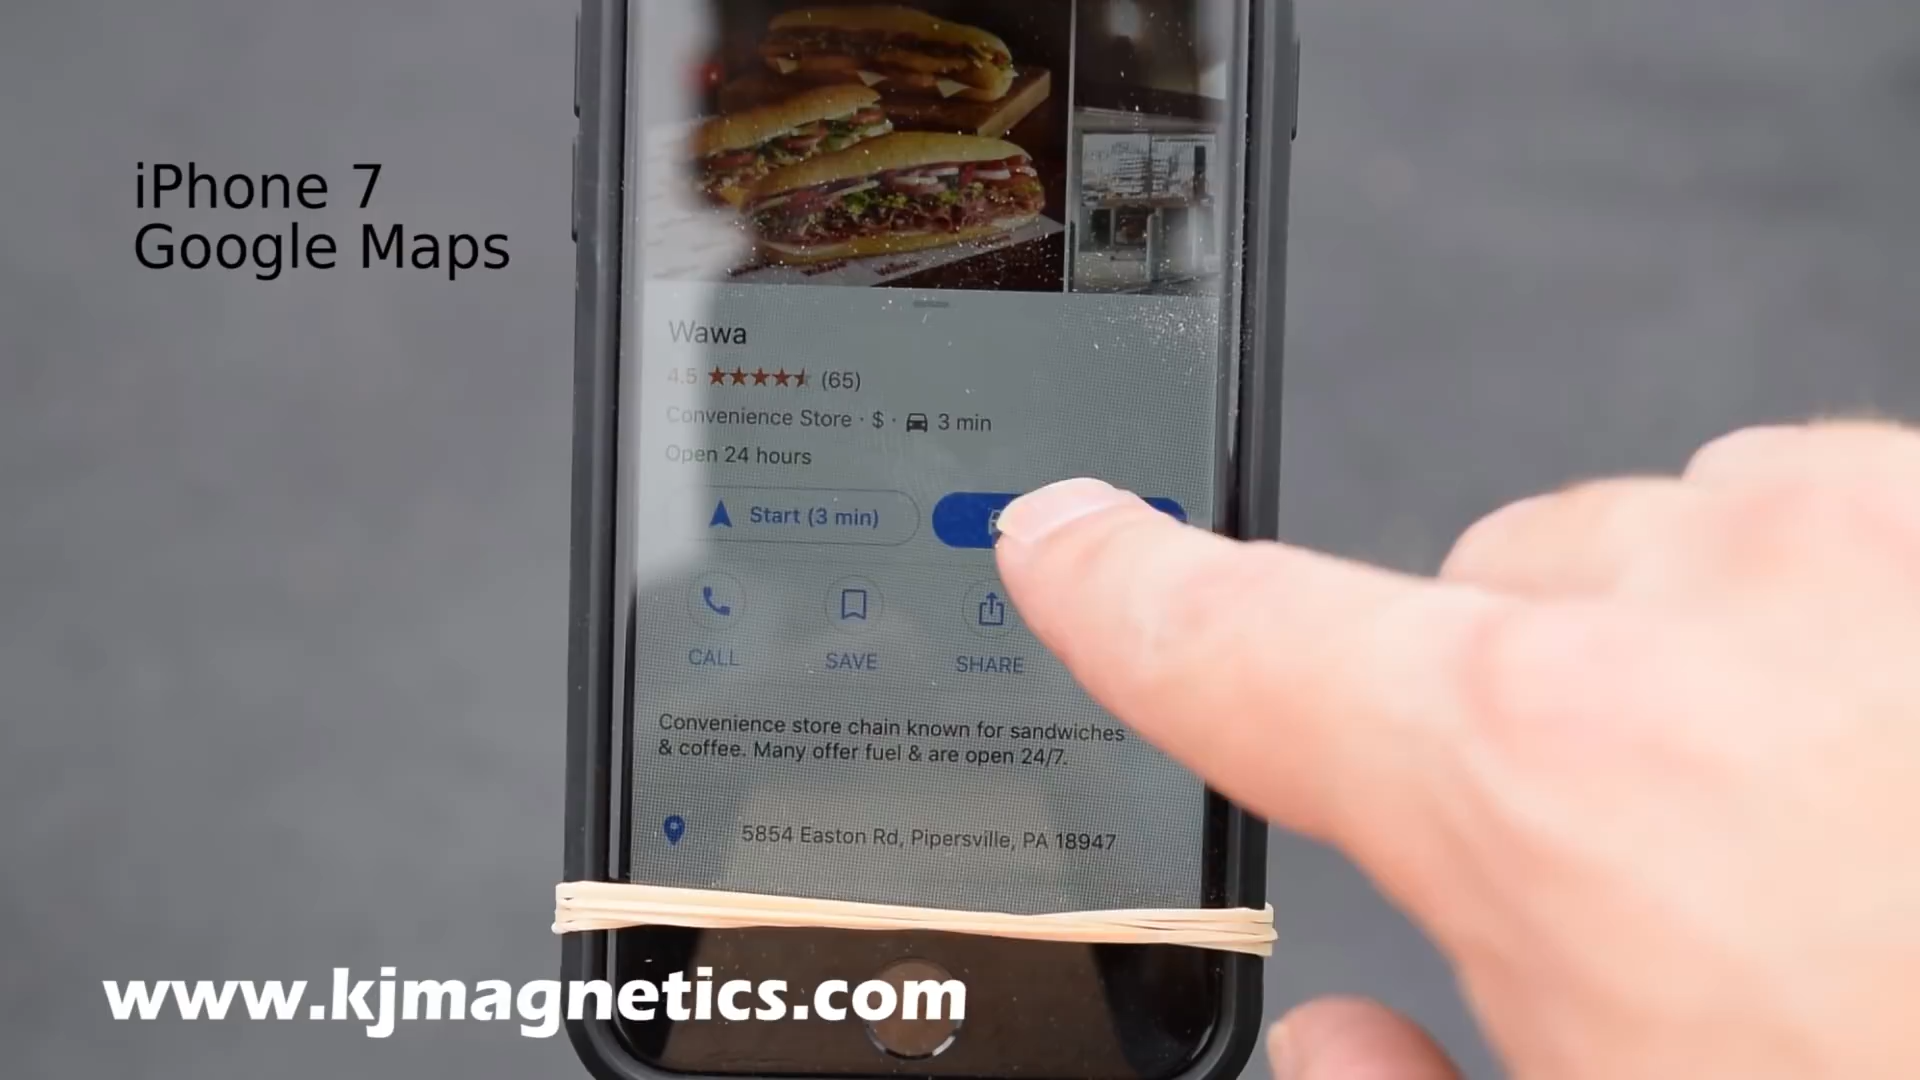 iPhone 7
Google Maps
Wawa
4.5 (65)
Convenience Store · $ · 3 min
Open 24 hours
Start (3 min)
CALL
SAVE
SHARE
Convenience store chain known for sandwiches
& coffee. Many offer fuel & are open 24/7.
5854 Easton Rd, Pipersville, PA 18947
www.kjmagnetics.com